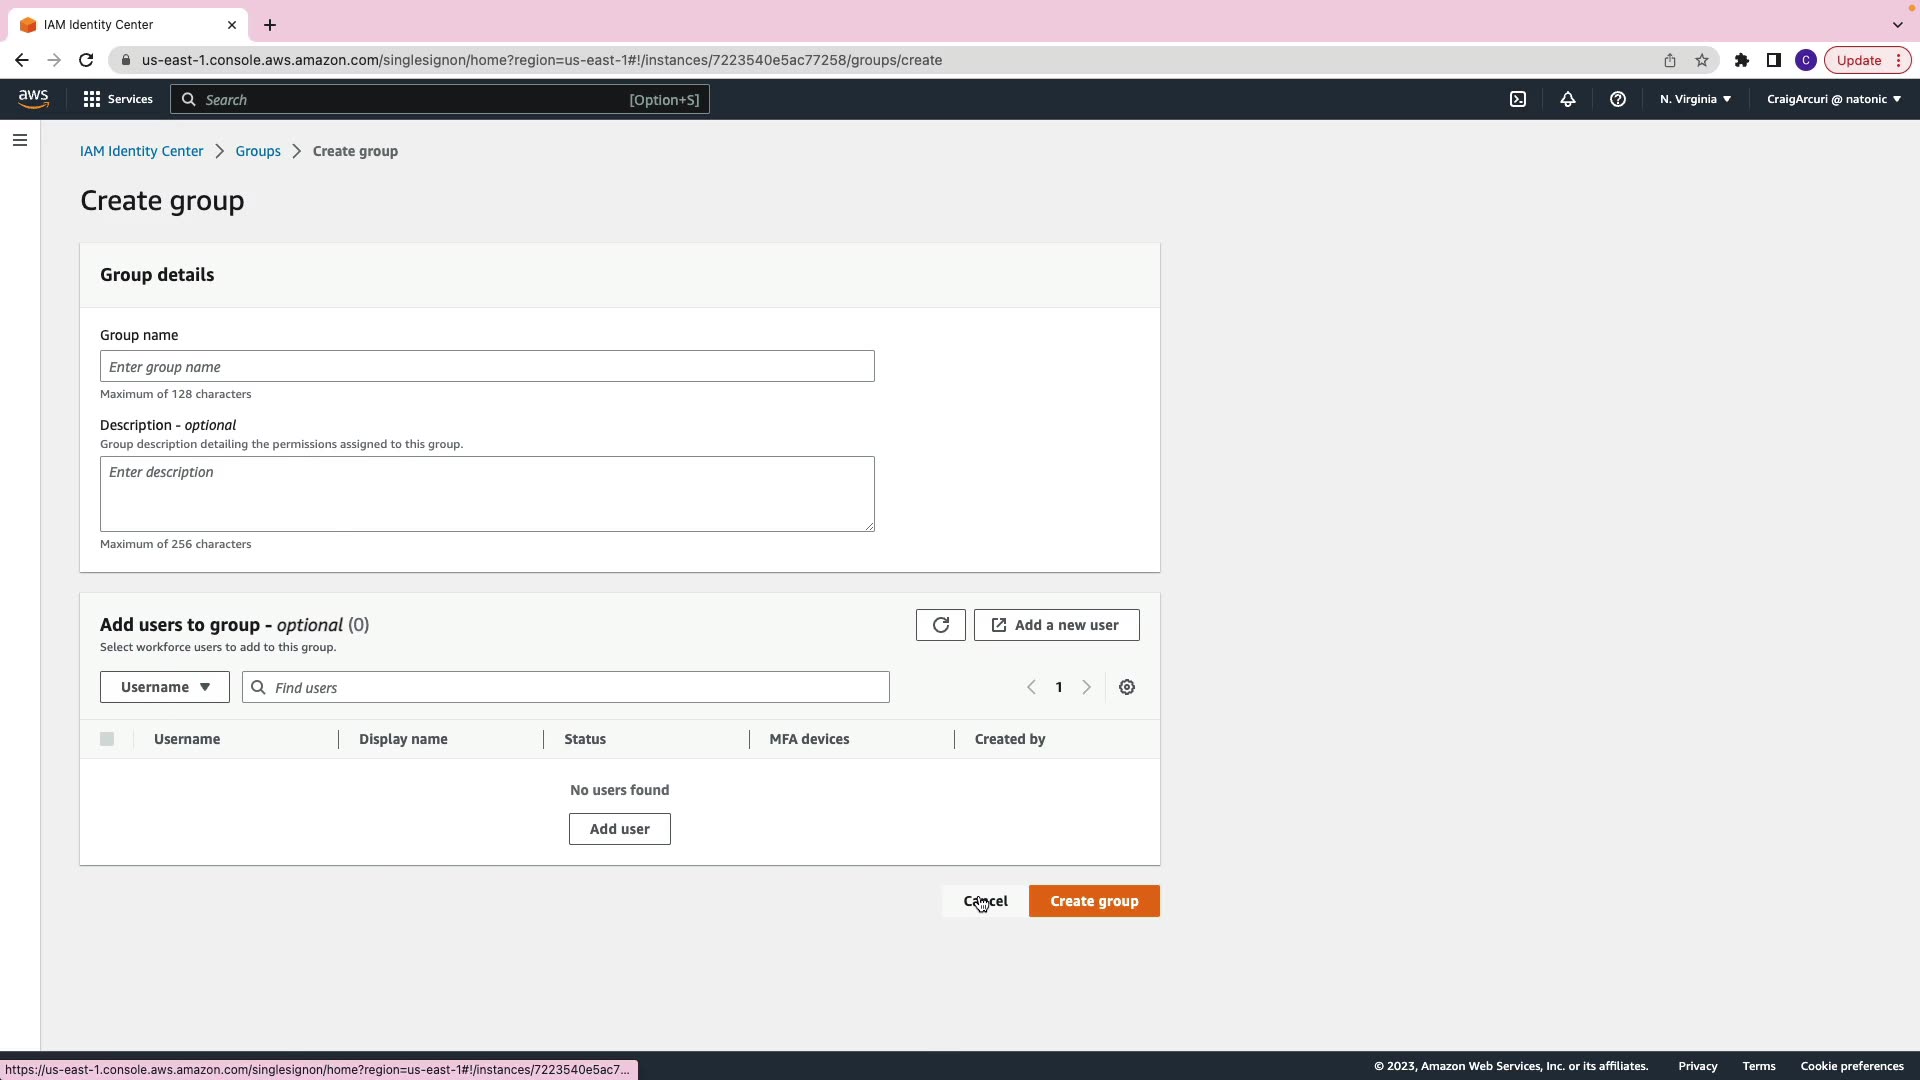 IAM Identity Center
us-east-1.console.aws.amazon.com/singlesignon/home?region=us-east-1#!/instances/7223540e5ac77258/groups/create
C
Update
aws
Services
Search
[Option+S]
N. Virginia
CraigArcuri @ natonic
IAM Identity Center
Groups
Create group
Create group
Group details
Group name
Enter group name
Maximum of 128 characters
Description - optional
Group description detailing the permissions assigned to this group.
Enter description
Maximum of 256 characters
Add users to group - optional (0)
Add a new user
Select workforce users to add to this group.
Username
Find users
1
Username
Display name
Status
MFA devices
Created by
No users found
Add user
Cancel
Create group
© 2023, Amazon Web Services, Inc. or its affiliates.
Privacy
Terms
Cookie preferences
https://us-east-1.console.aws.amazon.com/singlesignon/home?region=us-east-1#!/instances/7223540e5ac7...